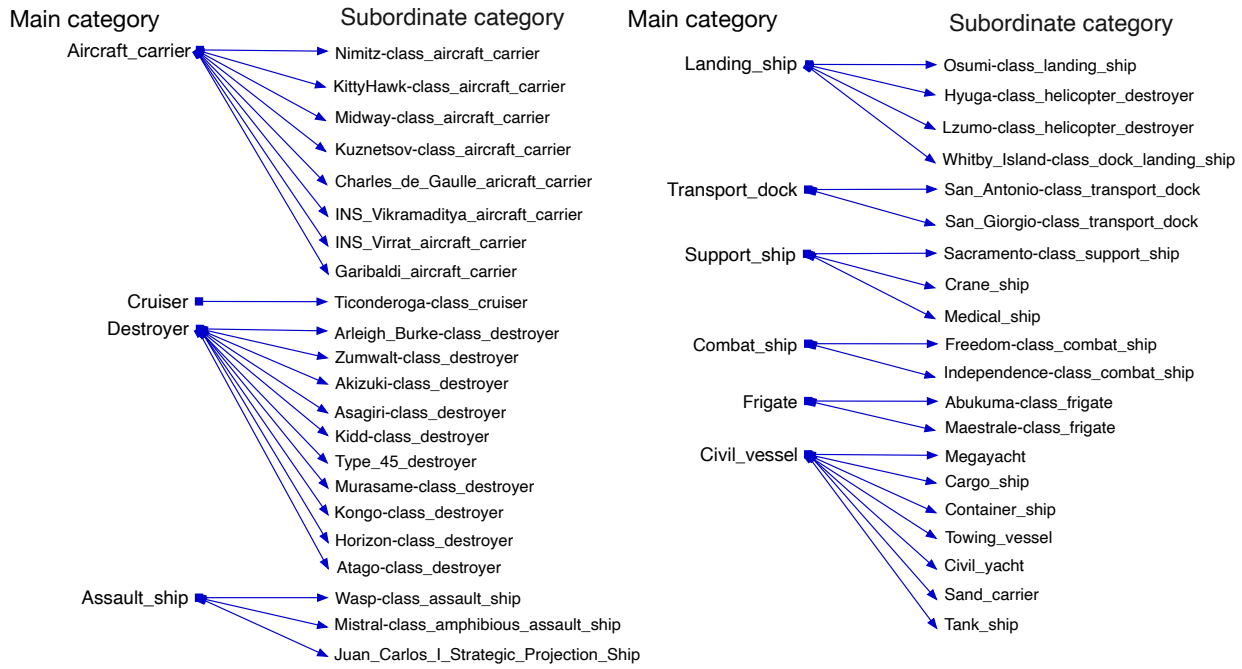 Main category
Subordinate category
Aircraft_carrier
Nimitz-class_aircraft_carrier
KittyHawk-class_aircraft_carrier
Midway-class_aircraft_carrier
Kuznetsov-class_aircraft_carrier
Charles_de_Gaulle_aricraft_carrier
INS_Vikramaditya_aircraft_carrier
INS_Virrat_aircraft_carrier
Garibaldi_aircraft_carrier
Cruiser
Ticonderoga-class_cruiser
Destroyer
Arleigh_Burke-class_destroyer
Zumwalt-class_destroyer
Akizuki-class_destroyer
Asagiri-class_destroyer
Kidd-class_destroyer
Type_45_destroyer
Murasame-class_destroyer
Kongo-class_destroyer
Horizon-class_destroyer
Atago-class_destroyer
Assault_ship
Wasp-class_assault_ship
Mistral-class_amphibious_assault_ship
Juan_Carlos_I_Strategic_Projection_Ship
Main category
Subordinate category
Landing_ship
Osumi-class_landing_ship
Hyuga-class_helicopter_destroyer
Lzumo-class_helicopter_destroyer
Whitby_Island-class_dock_landing_ship
Transport_dock
San_Antonio-class_transport_dock
San_Giorgio-class_transport_dock
Support_ship
Sacramento-class_support_ship
Crane_ship
Medical_ship
Combat_ship
Freedom-class_combat_ship
Independence-class_combat_ship
Frigate
Abukuma-class_frigate
Maestrale-class_frigate
Civil_vessel
Megayacht
Cargo_ship
Container_ship
Towing_vessel
Civil_yacht
Sand_carrier
Tank_ship